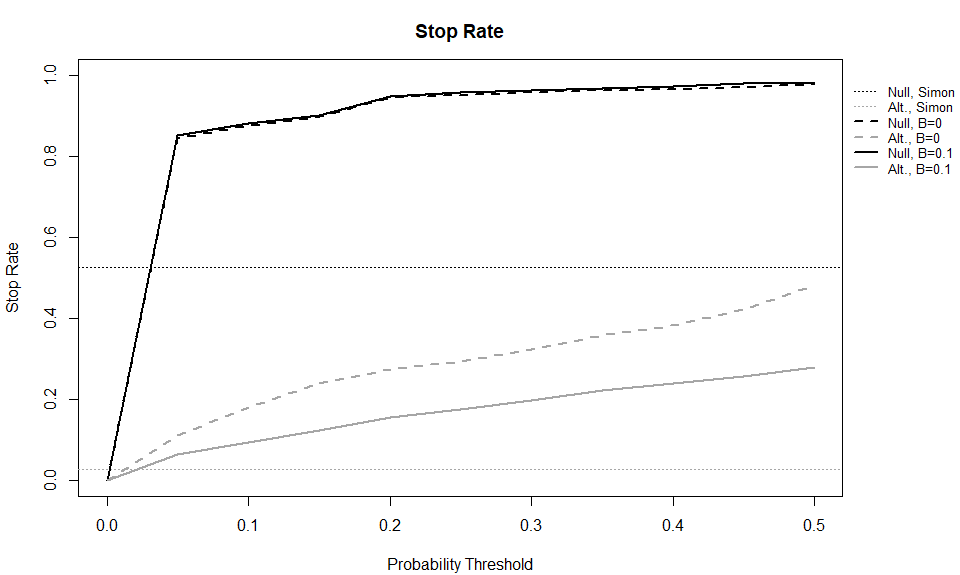 Stop Rate
1.0
0.8
0.6
0.4
0.2
0.0
Stop Rate
0.0 0.1 0.2 0.3 0.4 0.5
Probability Threshold
Null, Simon
Alt., Simon
Null, B=0
Alt., B=0
Null, B=0.1
Alt., B=0.1